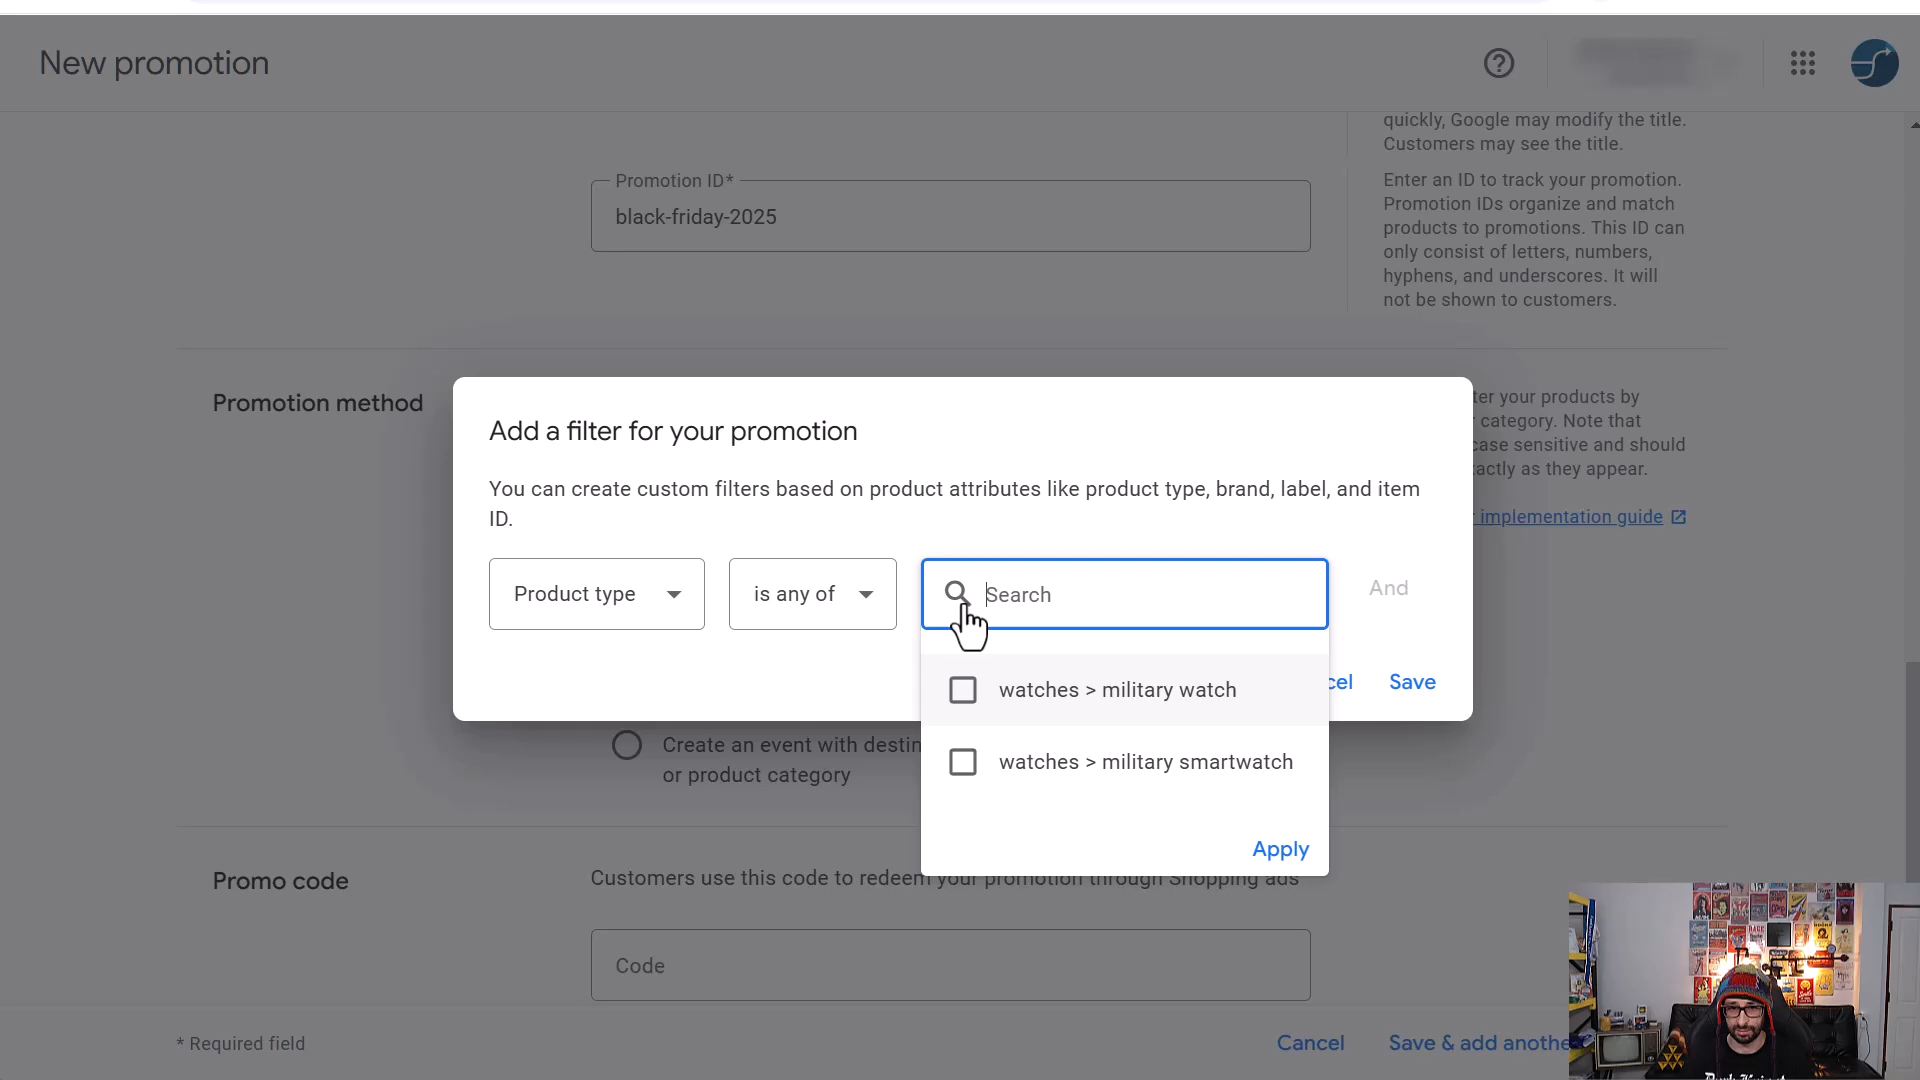 New promotion
quickly, Google may modify the title.
Customers may see the title.
Promotion ID*
black-friday-2025
Enter an ID to track your promotion.
Promotion IDs organize and match
products to promotions. This ID can
only consist of letters, numbers,
hyphens, and underscores. It will
not be shown to customers.
Promotion method
ter your products by
category. Note that
case sensitive and should
actly as they appear.
implementation guide
Add a filter for your promotion
You can create custom filters based on product attributes like product type, brand, label, and item
ID.
Product type
is any of
Search
And
watches > military watch
watches > military smartwatch
Apply
cel
Save
Create an event with destin
or product category
Promo code
Customers use this code to redeem your promotion through Shopping ads
Code
* Required field
Cancel
Save & add anothe